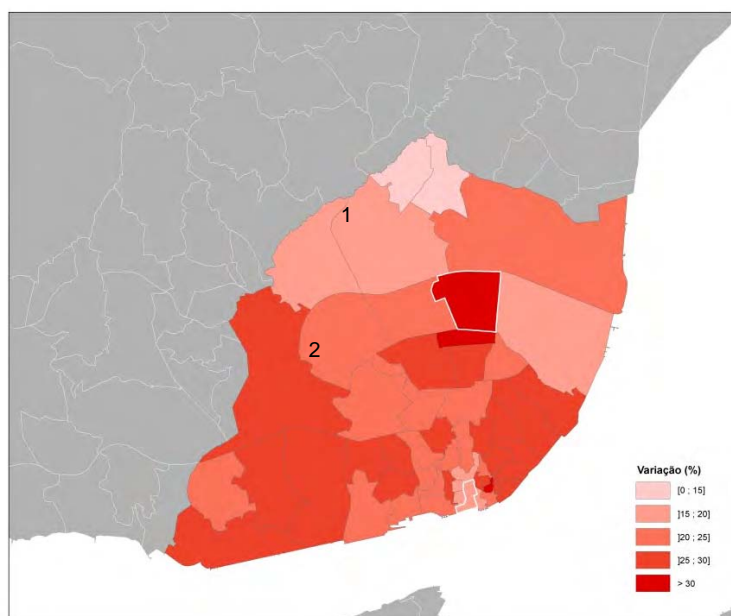 1
2
Variação (%)
[0 ; 15]
]15 ; 20]
]20 ; 25]
]25 ; 30]
> 30